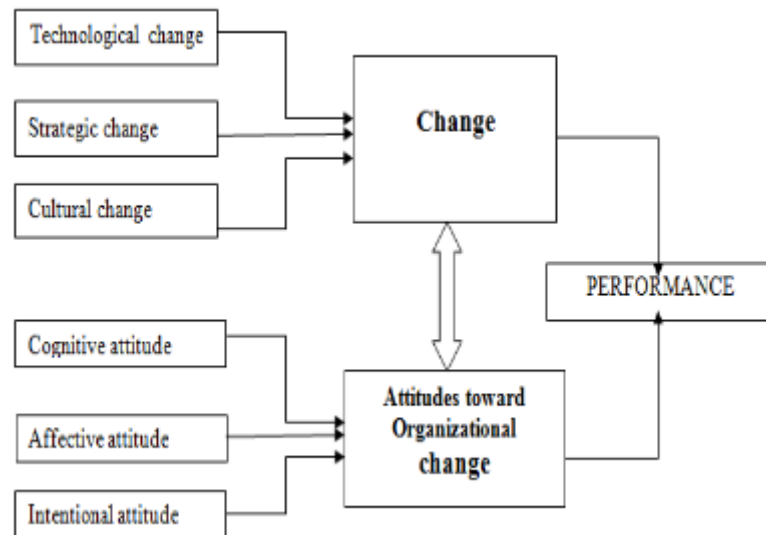 Technological change
Strategic change
Cultural change
Change
PERFORMANCE
Cognitive attitude
Affective attitude
Intentional attitude
Attitudes toward
Organizational
change